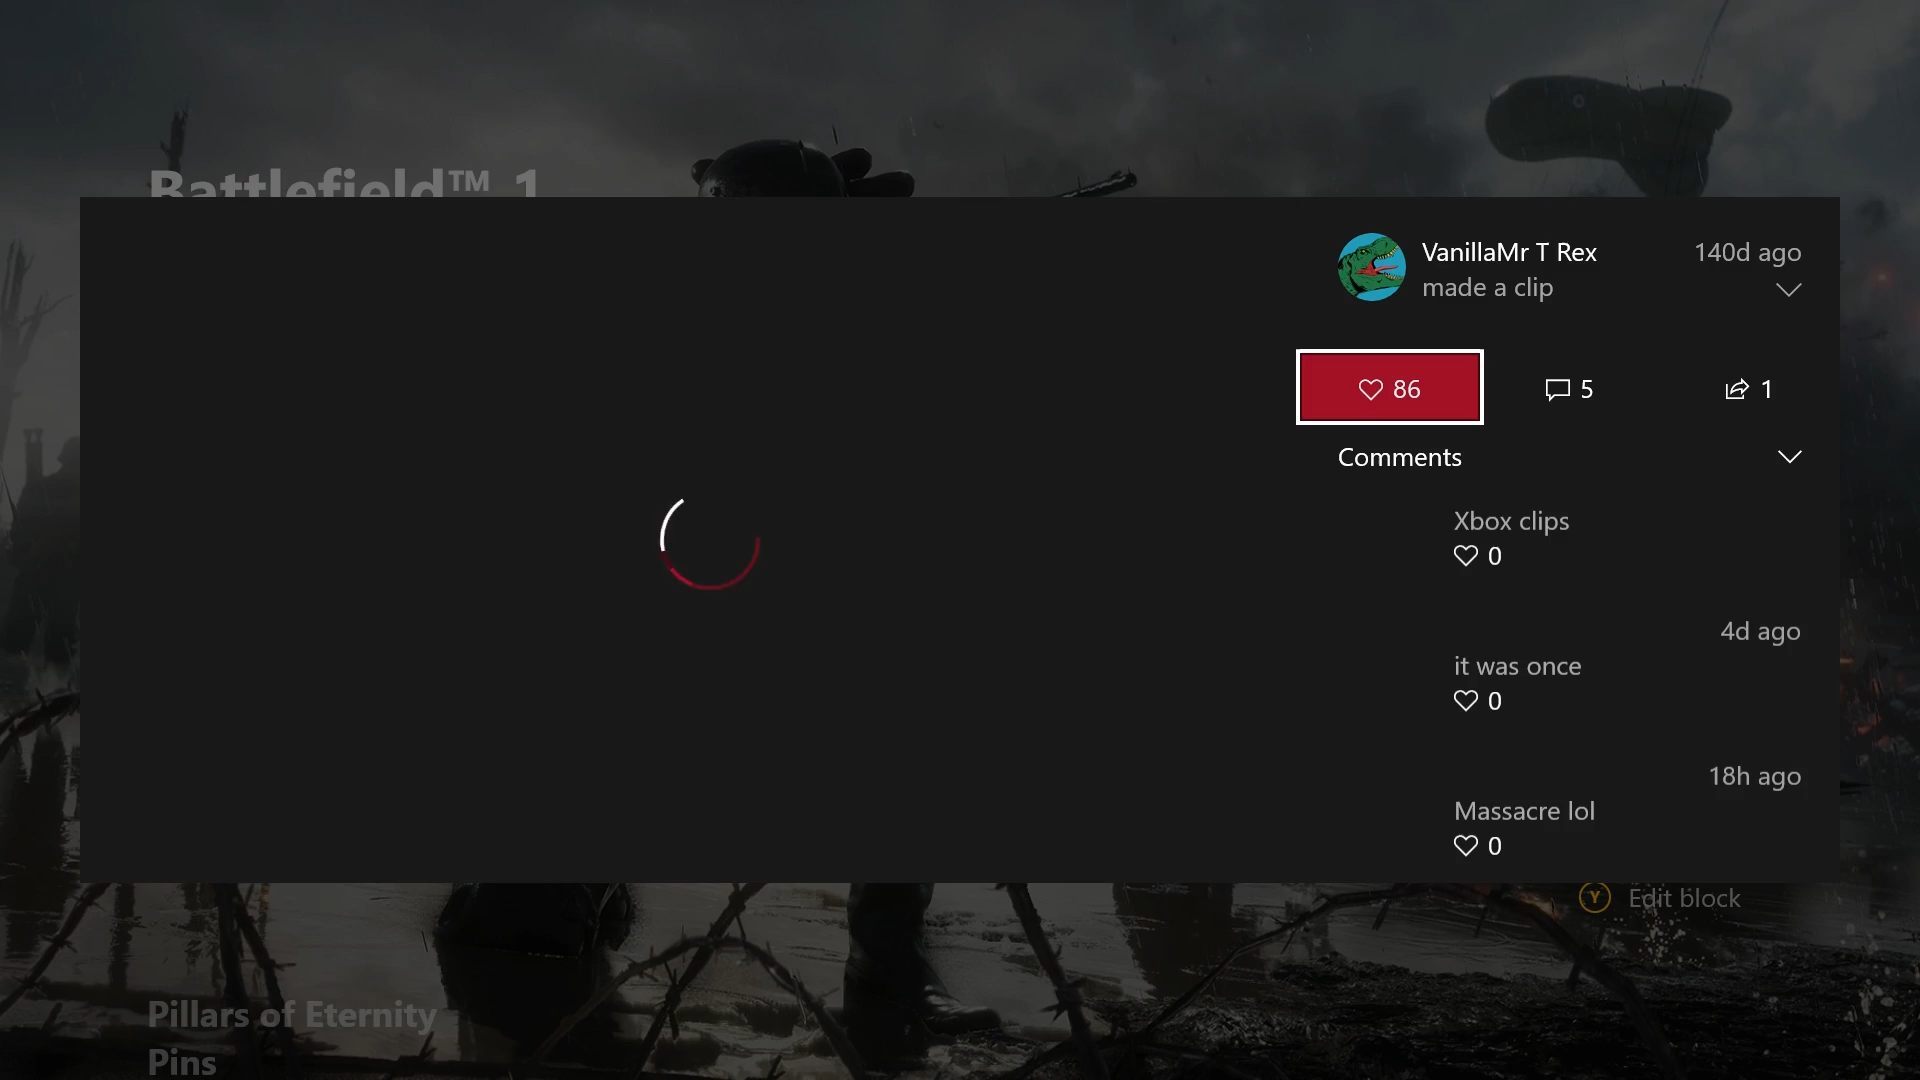 Battlefield™ 1
VanillaMr T Rex
140d ago
made a clip
86
5
1
Comments
Xbox clips
0
4d ago
it was once
0
18h ago
Massacre lol
0
Y Edit block
Pillars of Eternity
Pins